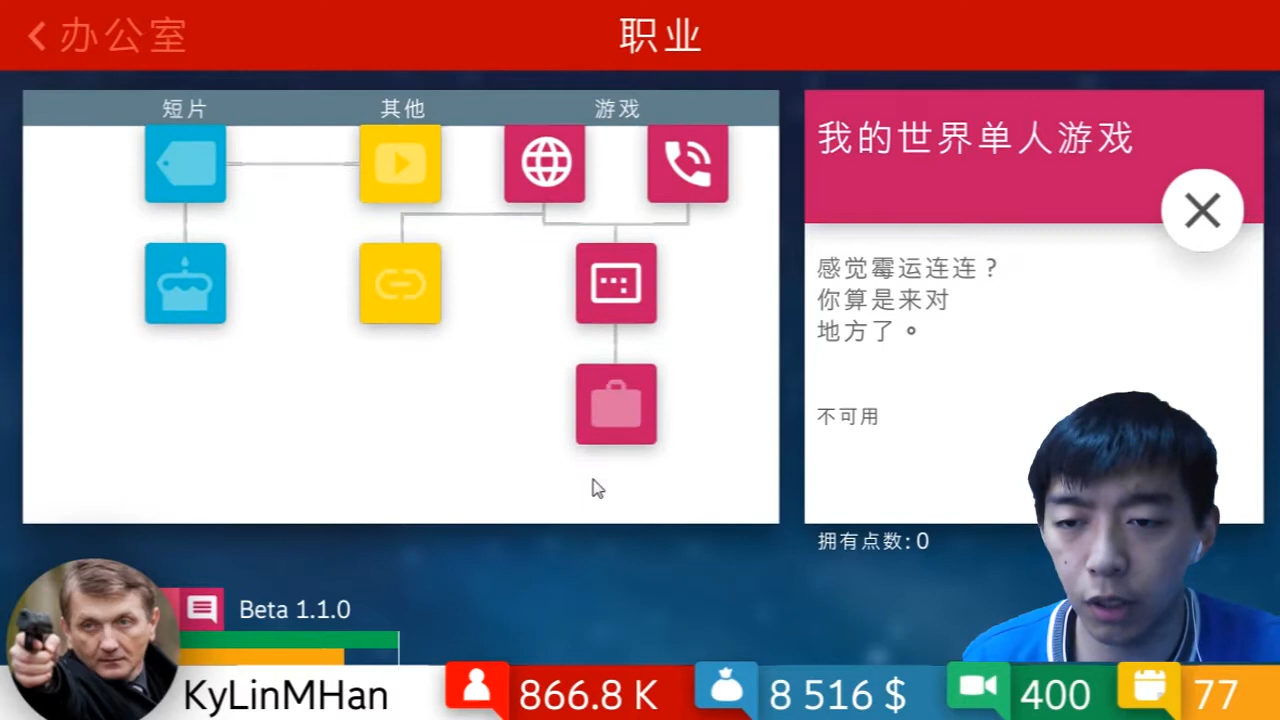 办公室
职业
短片
其他
游戏
我的世界单人游戏
感觉霉运连连？
你算是来对
地方了。
不可用
拥有点数: 0
Beta 1.1.0
KyLinMHan
866.8 K
8 516 $
400
77